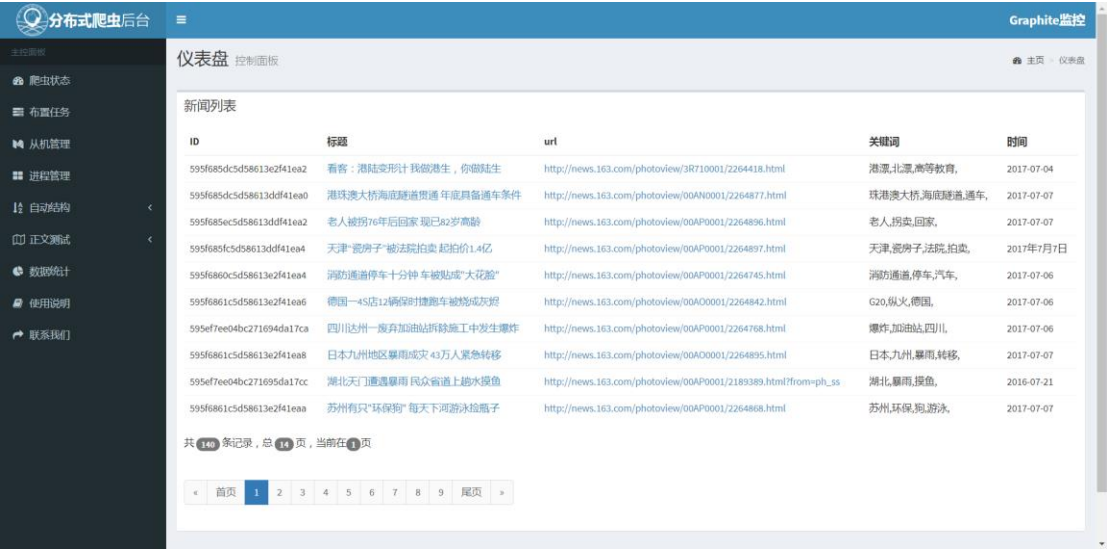 分布式爬虫后台
Graphite监控
主控面板
爬虫状态
布置任务
从机管理
进程管理
自动结构
正文测试
数据统计
使用说明
联系我们
仪表盘 控制面板
主页 > 仪表盘
新闻列表
ID 标题 url 关键词 时间
595f685dc5d58613e2f41ea2 看客：港陆变形计 我做港生，你做陆生 http://news.163.com/photoview/3R710001/2264418.html 港漂,北漂,高等教育, 2017-07-04
595f685dc5d58613ddf41ea0 港珠澳大桥海底隧道贯通 年底具备通车条件 http://news.163.com/photoview/00AN0001/2264877.html 珠港澳大桥,海底隧道,通车, 2017-07-07
595f685ec5d58613ddf41ea2 老人被拐76年后回家 现已82岁高龄 http://news.163.com/photoview/00AP0001/2264896.html 老人,拐卖,回家, 2017-07-07
595f685fc5d58613ddf41ea4 天津"瓷房子"被法院拍卖 起拍价1.4亿 http://news.163.com/photoview/00AP0001/2264897.html 天津,瓷房子,法院,拍卖, 2017年7月7日
595f6860c5d58613e2f41ea4 消防通道停车十分钟 车被贴成"大花脸" http://news.163.com/photoview/00AP0001/2264745.html 消防通道,停车,汽车, 2017-07-06
595f6861c5d58613e2f41ea6 德国一4S店12辆保时捷跑车被烧成灰烬 http://news.163.com/photoview/00AO0001/2264842.html G20,纵火,德国, 2017-07-06
595ef7ee04bc271694da17ca 四川达州一废弃加油站拆除施工中发生爆炸 http://news.163.com/photoview/00AP0001/2264768.html 爆炸,加油站,四川, 2017-07-06
595f6861c5d58613e2f41ea8 日本九州地区暴雨成灾 43万人紧急转移 http://news.163.com/photoview/00AO0001/2264895.html 日本,九州,暴雨,转移, 2017-07-07
595ef7ee04bc271695da17cc 湖北天门遭遇暴雨 民众省道上趟水摸鱼 http://news.163.com/photoview/00AP0001/2189389.html?from=ph_ss 湖北,暴雨,摸鱼, 2016-07-21
595f6861c5d58613e2f41eaa 苏州有只"环保狗" 每天下河游泳捡瓶子 http://news.163.com/photoview/00AP0001/2264868.html 苏州,环保,狗,游泳, 2017-07-07
共 140 条记录，总 14 页，当前在 1 页
« 首页 1 2 3 4 5 6 7 8 9 尾页 »